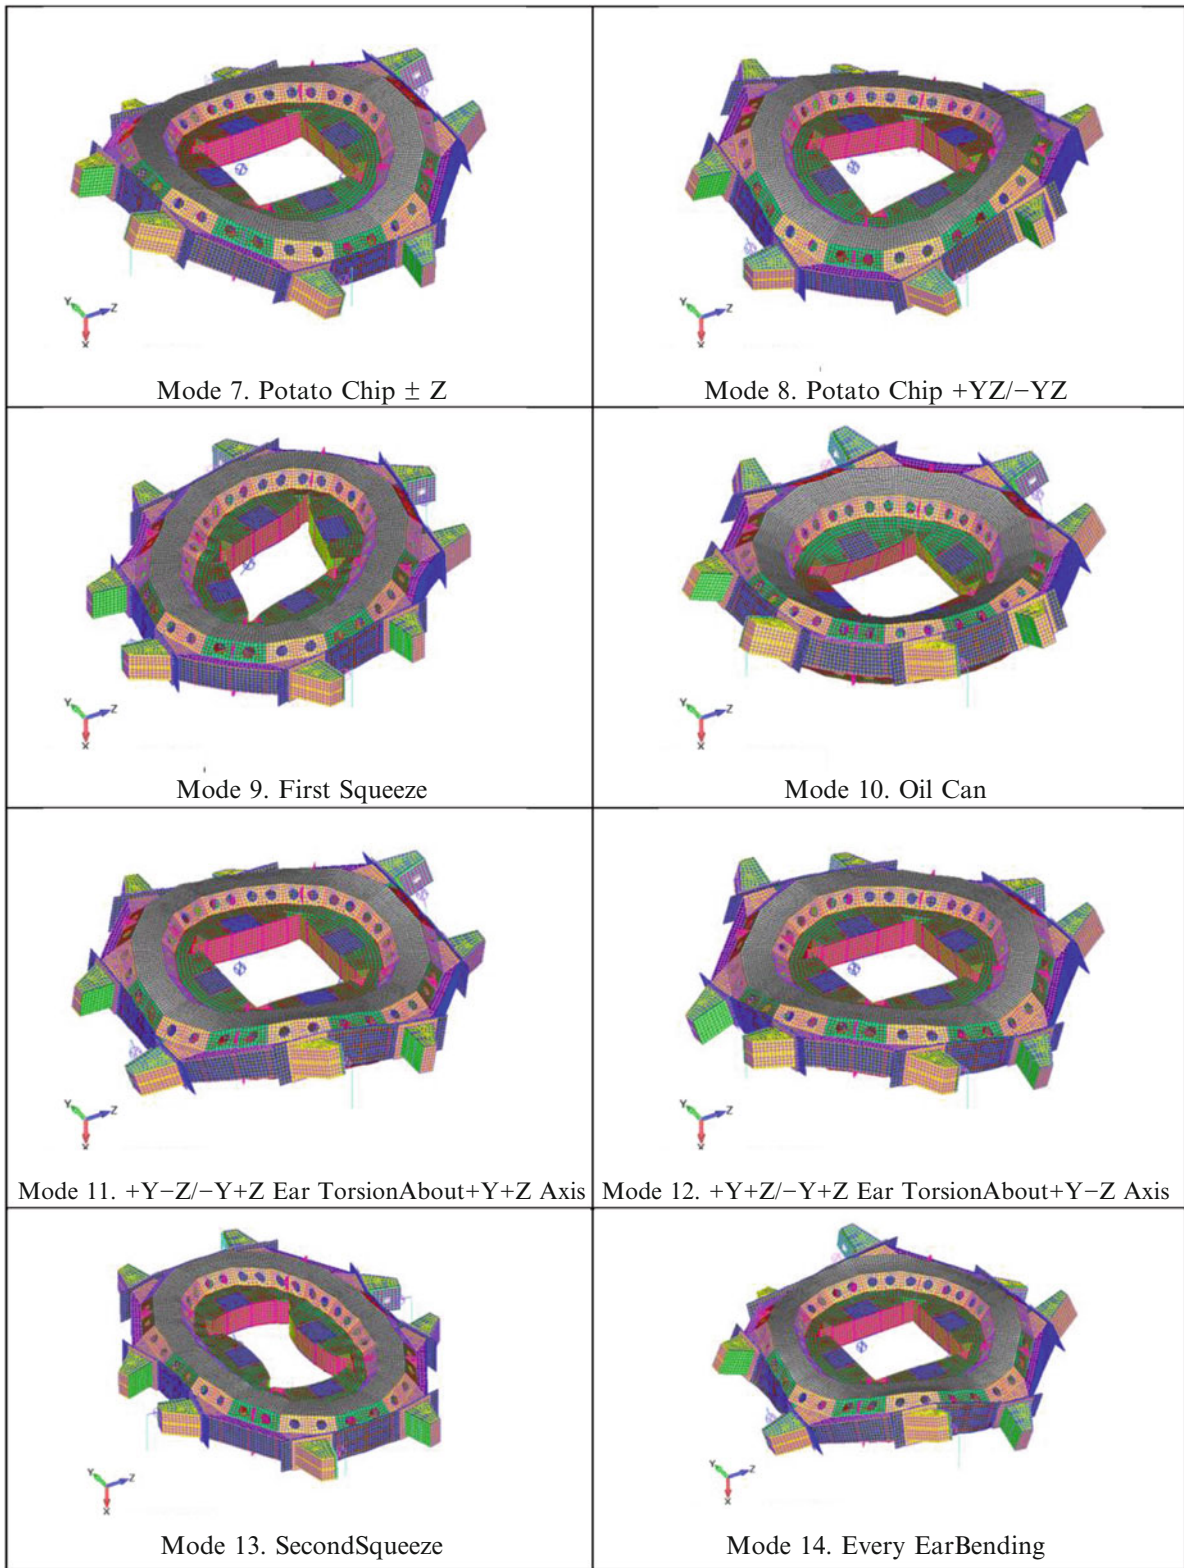 Y Z
X
Mode 7. Potato Chip ± Z
Y Z
X
Mode 8. Potato Chip +YZ/−YZ
Y Z
X
Mode 9. First Squeeze
Y Z
X
Mode 10. Oil Can
Y Z
X
Mode 11. +Y−Z/−Y+Z Ear TorsionAbout+Y+Z Axis
Y Z
X
Mode 12. +Y+Z/−Y+Z Ear TorsionAbout+Y−Z Axis
Y Z
X
Mode 13. SecondSqueeze
Y Z
X
Mode 14. Every EarBending